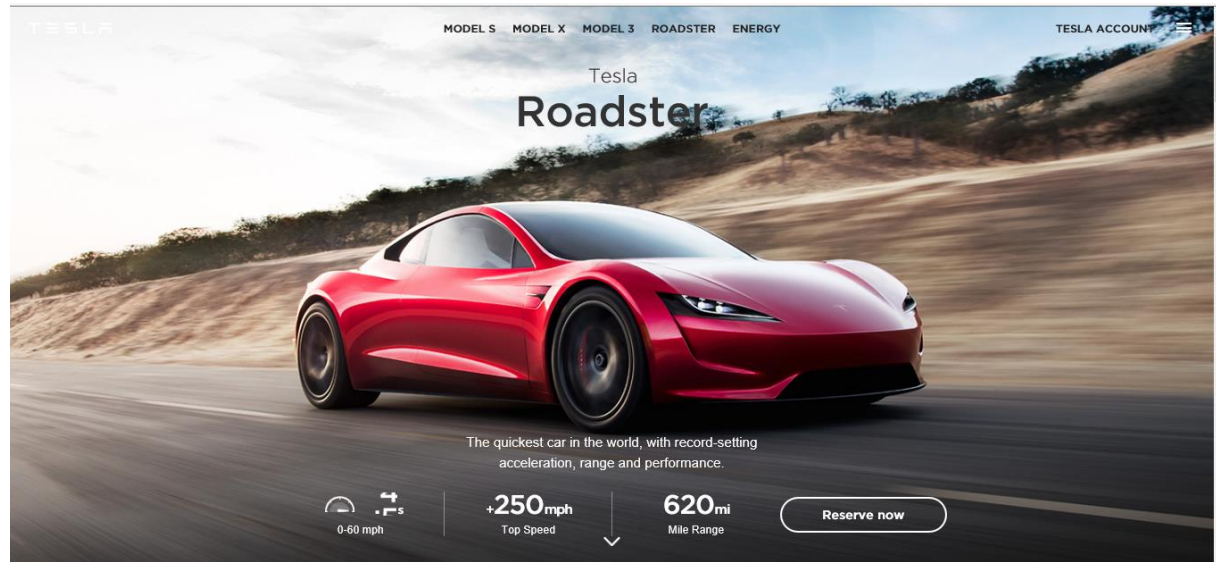 TESLA
MODEL S MODEL X MODEL 3 ROADSTER ENERGY
TESLA ACCOUNT
Tesla
Roadster
The quickest car in the world, with record-setting
acceleration, range and performance.
s
0-60 mph
+250mph
Top Speed
620mi
Mile Range
Reserve now